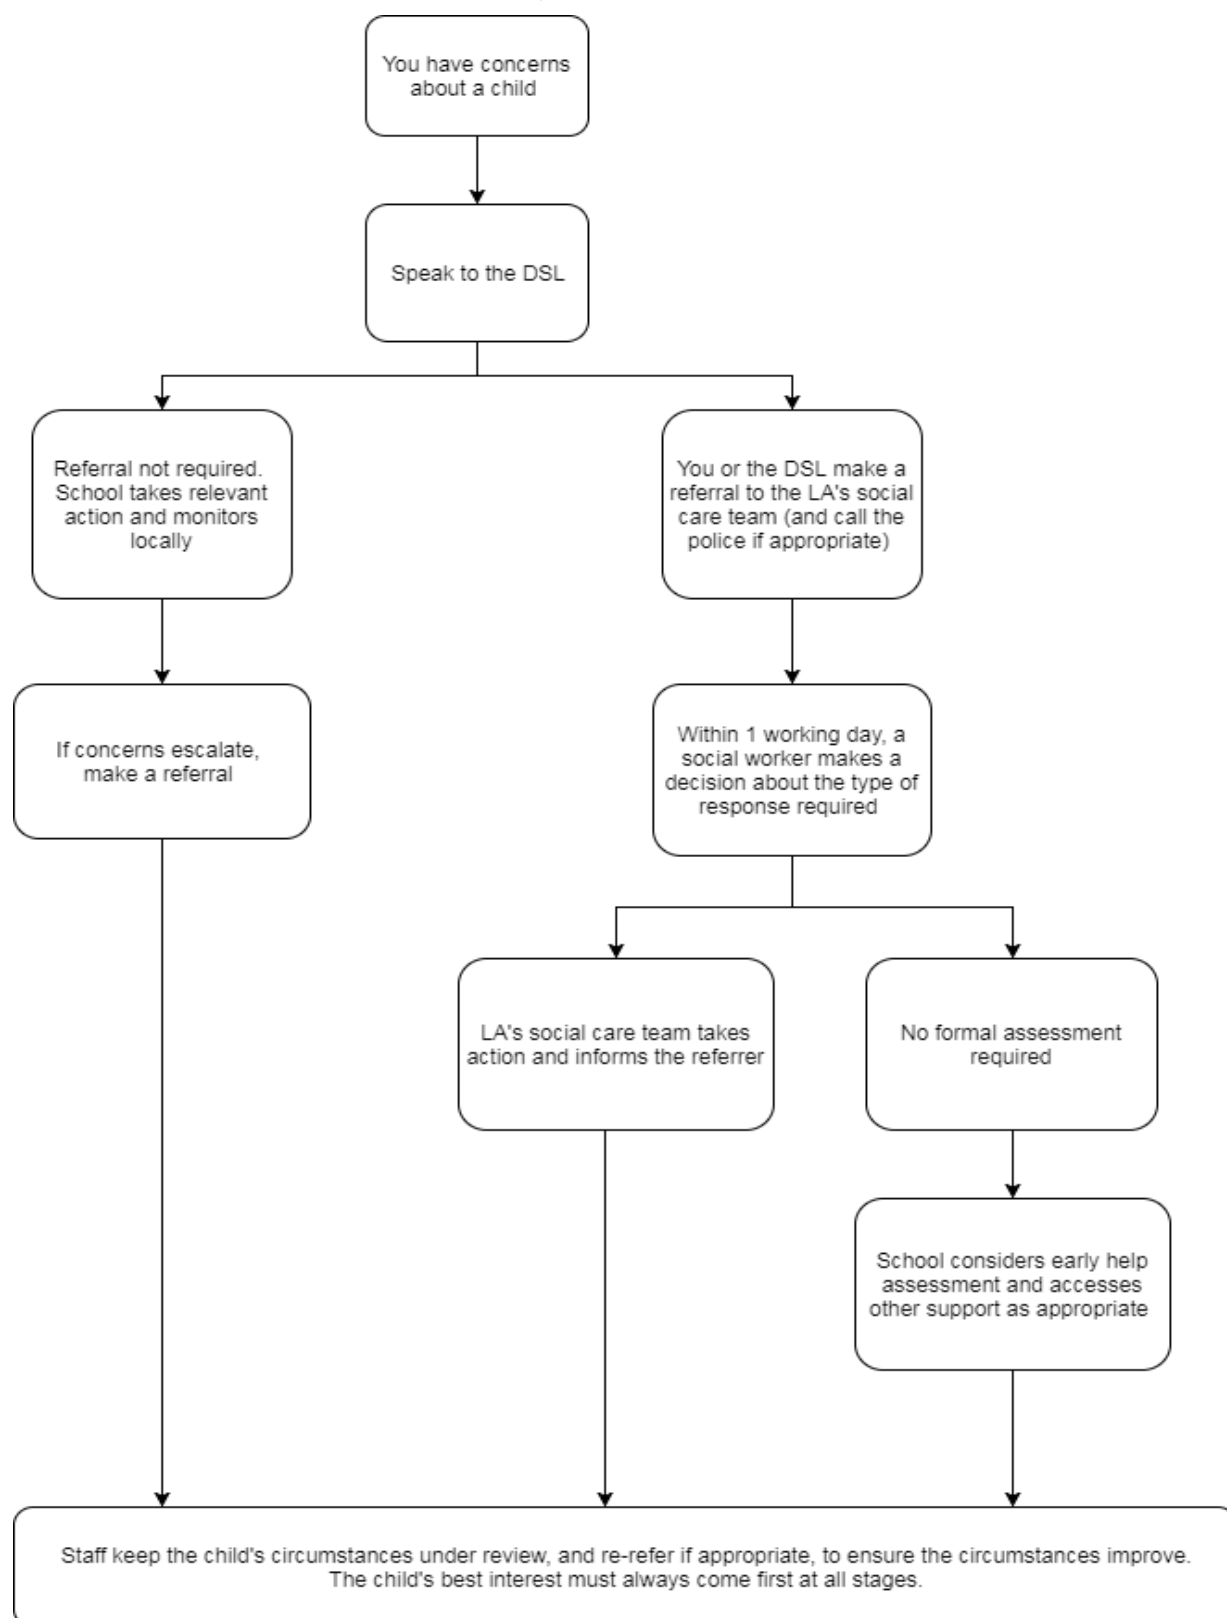 You have concerns
about a child
Speak to the DSL
Referral not required.
School takes relevant
action and monitors
locally
You or the DSL make a
referral to the LA's social
care team (and call the
police if appropriate)
If concerns escalate,
make a referral
Within 1 working day, a
social worker makes a
decision about the type of
response required
LA's social care team takes
action and informs the referrer
No formal assessment
required
School considers early help
assessment and accesses
other support as appropriate
Staff keep the child's circumstances under review, and re-refer if appropriate, to ensure the circumstances improve.
The child's best interest must always come first at all stages.